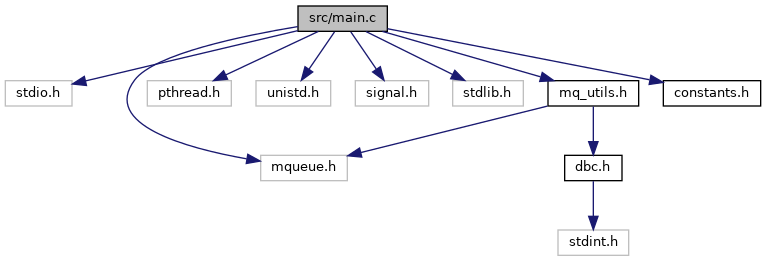 src/main.c
stdio.h
pthread.h
unistd.h
signal.h
stdlib.h
mq_utils.h
constants.h
mqueue.h
dbc.h
stdint.h